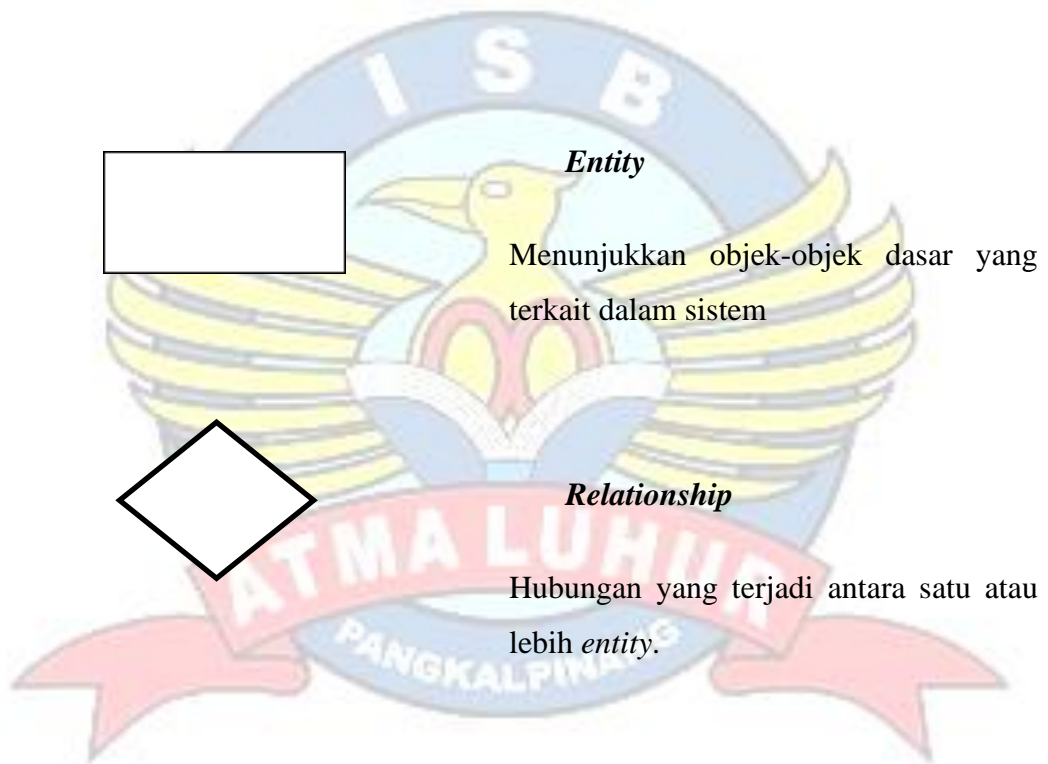 I S B
Entity
Menunjukkan objek-objek dasar yang
terkait dalam sistem
Relationship
ATMA LUHUR
Hubungan yang terjadi antara satu atau
lebih entity.
PANGKALPINANG